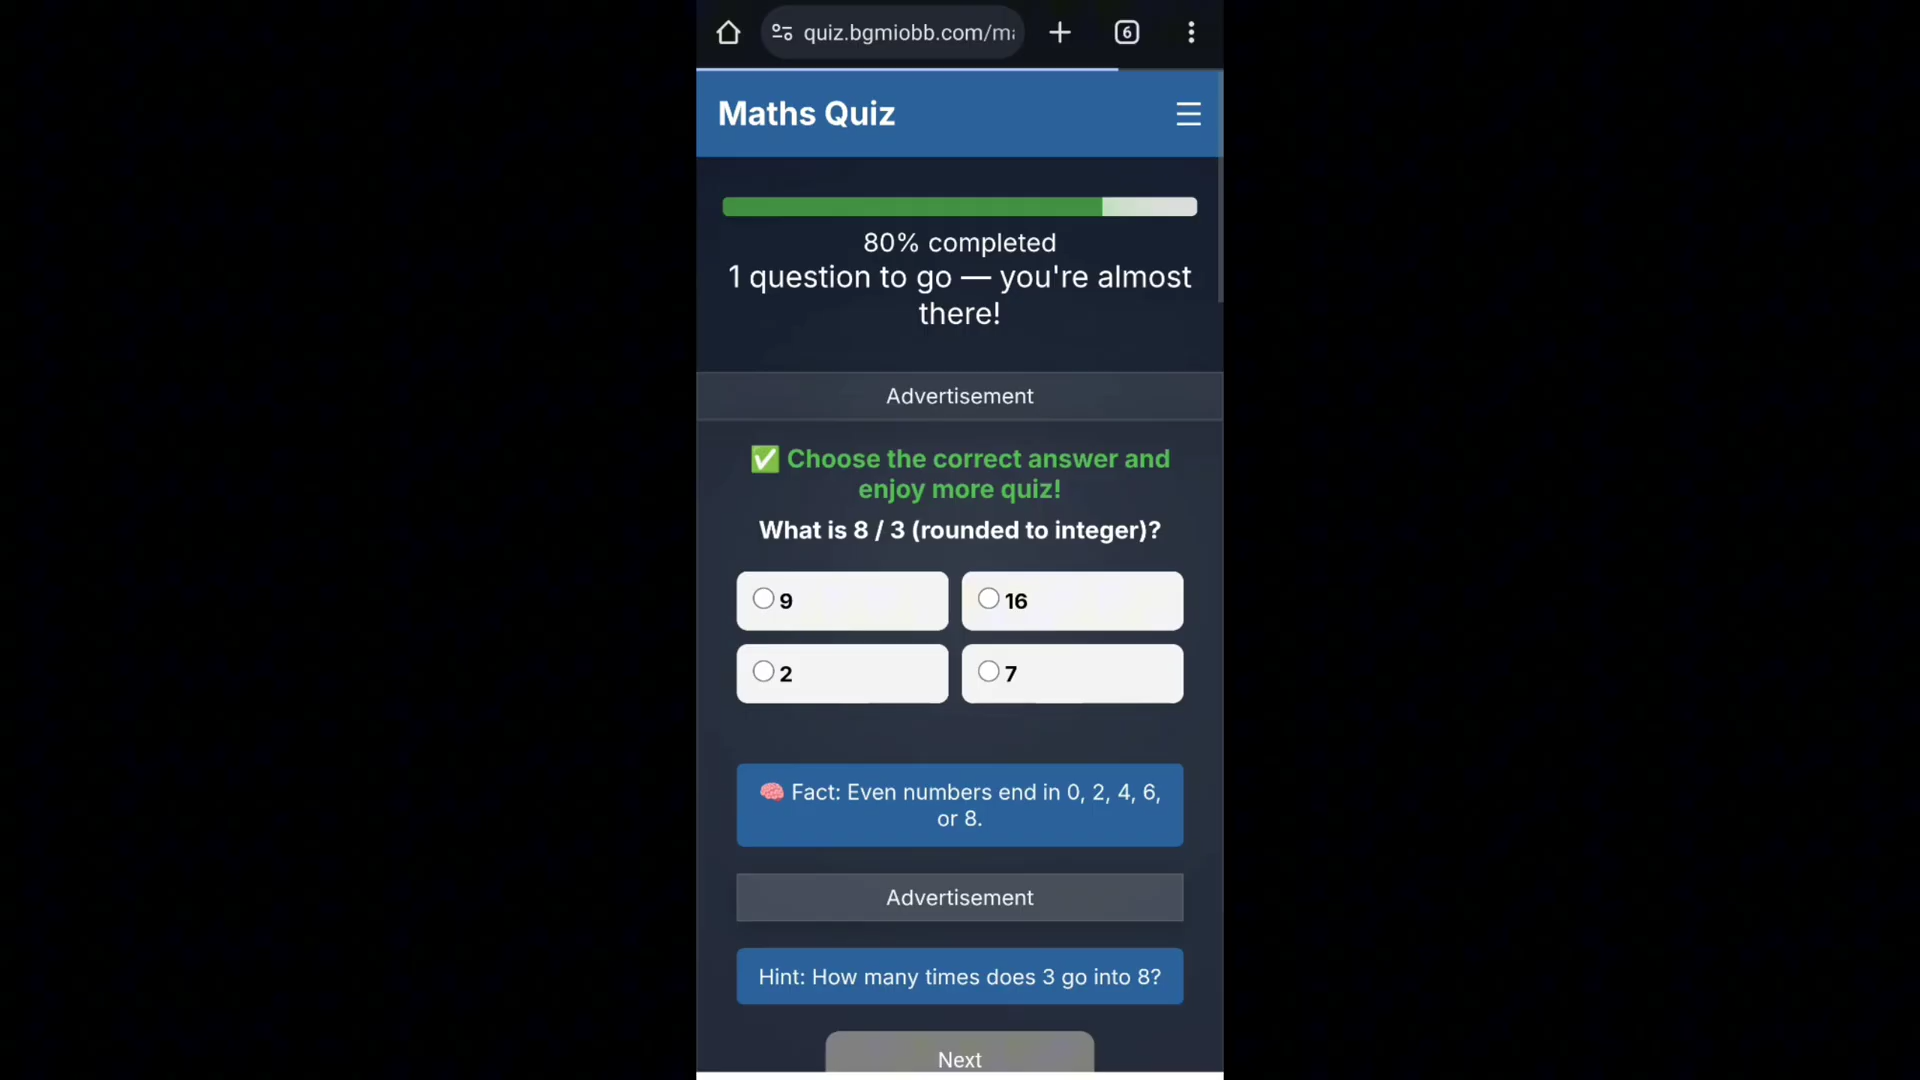 quiz.bgmiobb.com/ma
6
Maths Quiz
80% completed
1 question to go — you're almost
there!
Advertisement
✅ Choose the correct answer and
enjoy more quiz!
What is 8 / 3 (rounded to integer)?
9
16
2
7
🧠 Fact: Even numbers end in 0, 2, 4, 6,
or 8.
Advertisement
Hint: How many times does 3 go into 8?
Next